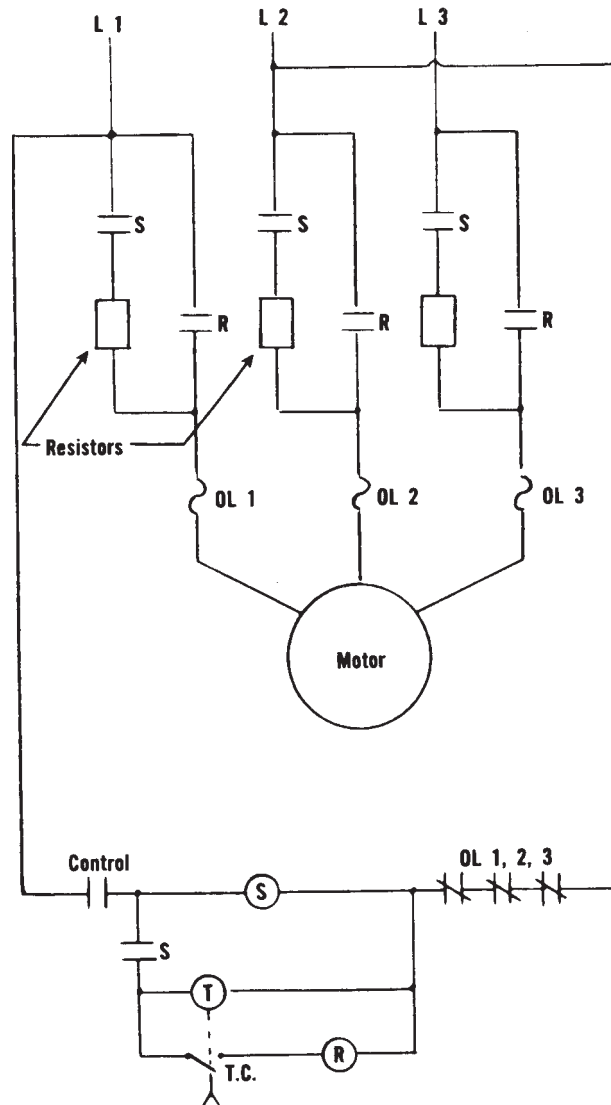 L 1 L 2 L 3
S S S
R R R
Resistors
OL 1 OL 2 OL 3
Motor
Control OL 1, 2, 3
S
S
T
R
T.C.